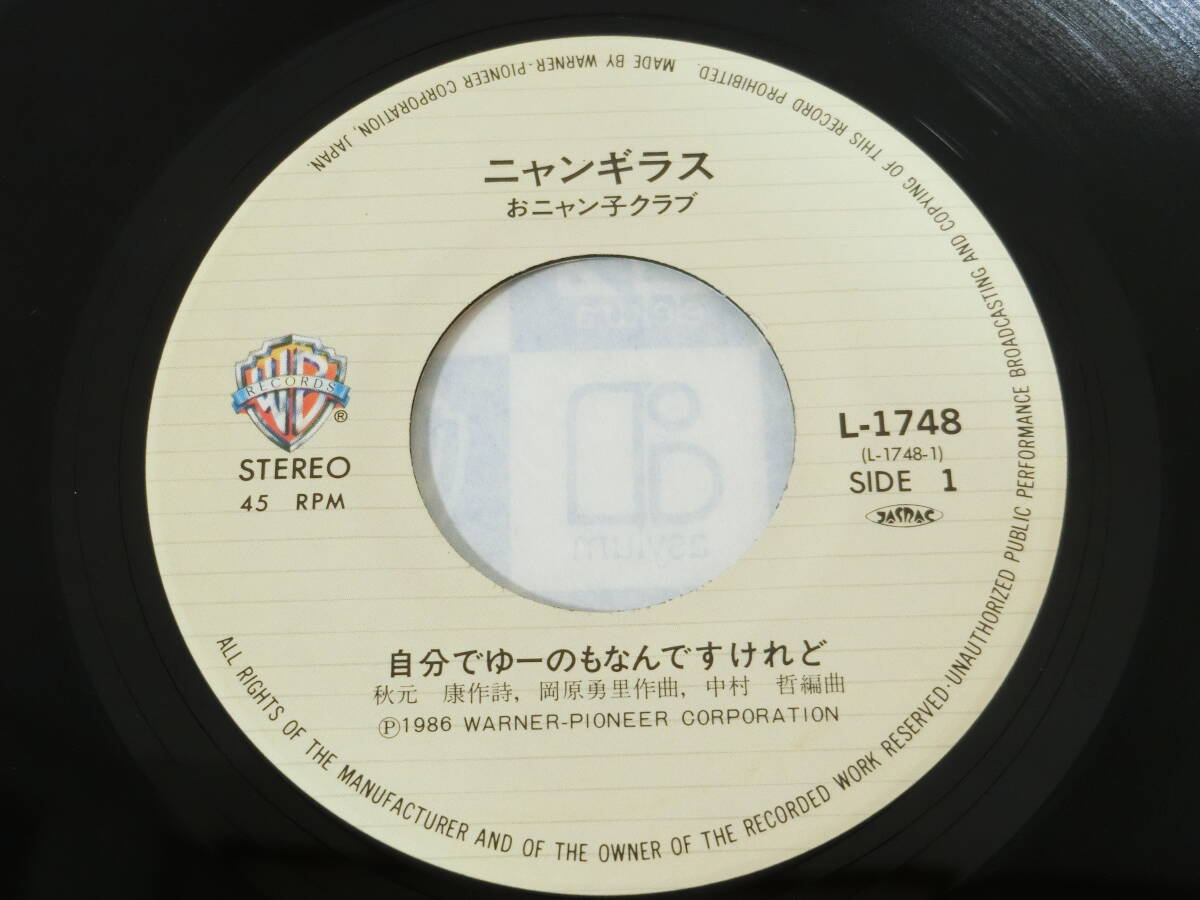 ニャンギラス
おニャン子クラブ
WB
RECORDS
®
STEREO
45 RPM
L-1748
(L-1748-1)
SIDE 1
JASRAC
asylum
自分でゆーのもなんですけれど
秋元 康作詩, 岡原勇里作曲, 中村 哲編曲
Ⓟ1986 WARNER-PIONEER CORPORATION
ALL RIGHTS OF THE MANUFACTURER AND OF THE OWNER OF THE RECORDED WORK RESERVED·UNAUTHORIZED PUBLIC PERFORMANCE BROADCASTING AND COPYING OF THIS RECORD PROHIBITED. MADE BY WARNER-PIONEER CORPORATION, JAPAN.